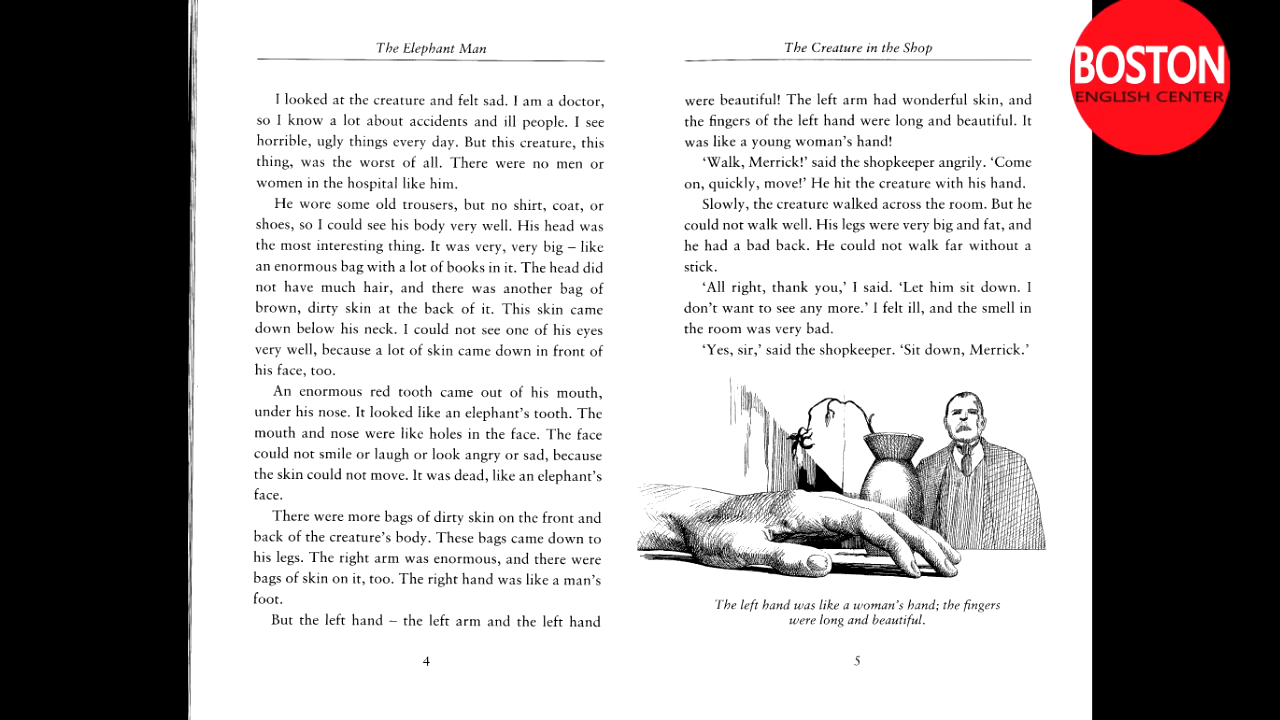 The Elephant Man
I looked at the creature and felt sad. I am a doctor,
so I know a lot about accidents and ill people. I see
horrible, ugly things every day. But this creature, this
thing, was the worst of all. There were no men or
women in the hospital like him.
He wore some old trousers, but no shirt, coat, or
shoes, so I could see his body very well. His head was
the most interesting thing. It was very, very big – like
an enormous bag with a lot of books in it. The head did
not have much hair, and there was another bag of
brown, dirty skin at the back of it. This skin came
down below his neck. I could not see one of his eyes
very well, because a lot of skin came down in front of
his face, too.
An enormous red tooth came out of his mouth,
under his nose. It looked like an elephant’s tooth. The
mouth and nose were like holes in the face. The face
could not smile or laugh or look angry or sad, because
the skin could not move. It was dead, like an elephant’s
face.
There were more bags of dirty skin on the front and
back of the creature’s body. These bags came down to
his legs. The right arm was enormous, and there were
bags of skin on it, too. The right hand was like a man’s
foot.
But the left hand – the left arm and the left hand
4
The Creature in the Shop
were beautiful! The left arm had wonderful skin, and
the fingers of the left hand were long and beautiful. It
was like a young woman’s hand!
‘Walk, Merrick!’ said the shopkeeper angrily. ‘Come
on, quickly, move!’ He hit the creature with his hand.
Slowly, the creature walked across the room. But he
could not walk well. His legs were very big and fat, and
he had a bad back. He could not walk far without a
stick.
‘All right, thank you,’ I said. ‘Let him sit down. I
don’t want to see any more.’ I felt ill, and the smell in
the room was very bad.
‘Yes, sir,’ said the shopkeeper. ‘Sit down, Merrick.’
The left hand was like a woman’s hand; the fingers
were long and beautiful.
5
BOSTON
ENGLISH CENTER